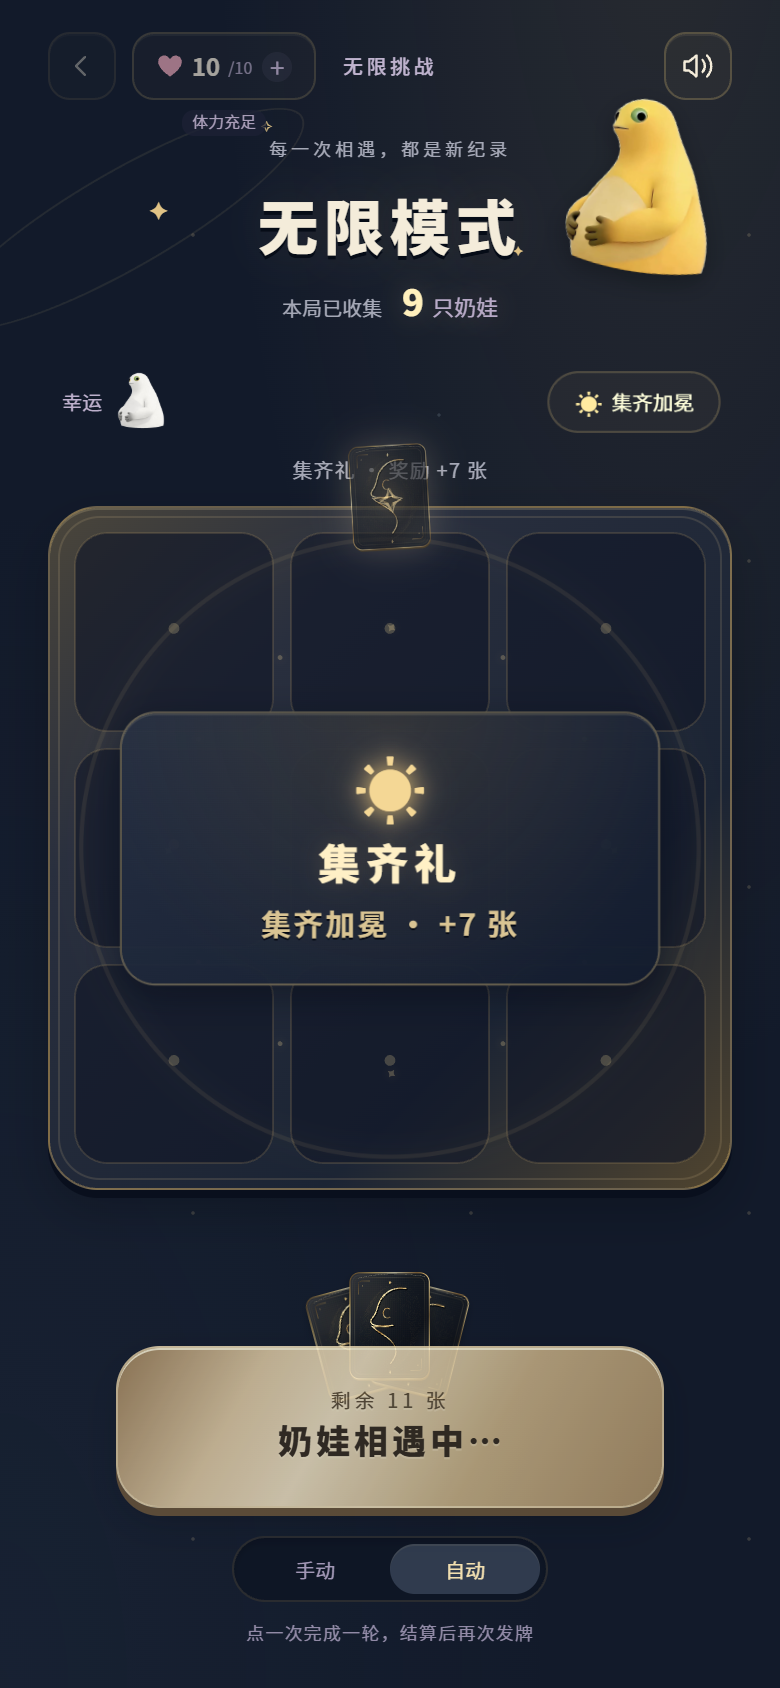 10 /10 +
无限挑战
体力充足
每一次相遇，都是新纪录
无限模式
本局已收集 9 只奶娃
幸运
集齐加冕
集齐礼 · 奖励 +7 张
集齐礼
集齐加冕 · +7 张
剩余 11 张
奶娃相遇中···
手动
自动
点一次完成一轮，结算后再次发牌